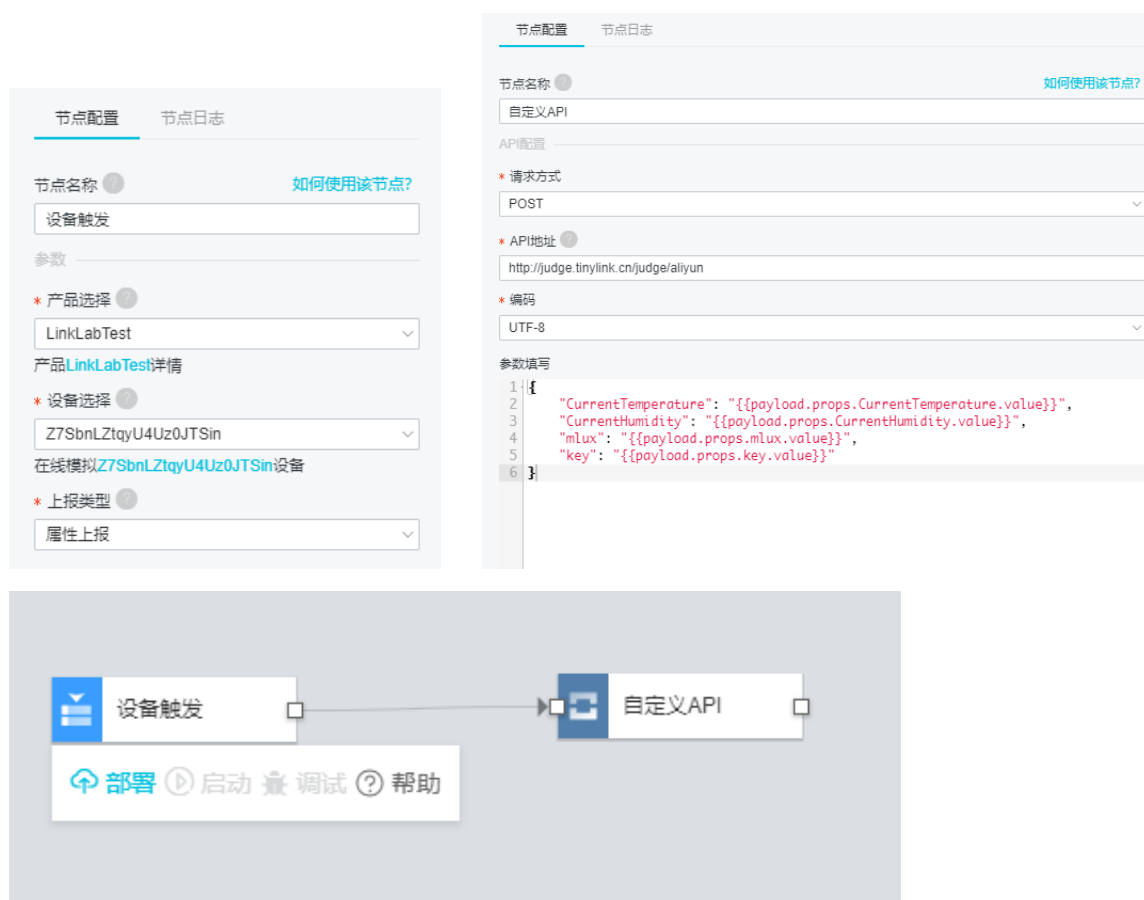 节点配置 节点日志
节点名称 ? 如何使用该节点?
设备触发
参数
* 产品选择 ?
LinkLabTest
产品LinkLabTest详情
* 设备选择 ?
Z7SbnLZtqyU4Uz0JTSin
在线模拟Z7SbnLZtqyU4Uz0JTSin设备
* 上报类型 ?
属性上报
节点配置 节点日志
节点名称 ? 如何使用该节点?
自定义API
API配置
* 请求方式
POST
* API地址 ?
http://judge.tinylink.cn/judge/aliyun
* 编码
UTF-8
参数填写
1 {
2 "CurrentTemperature": "{{payload.props.CurrentTemperature.value}}",
3 "CurrentHumidity": "{{payload.props.CurrentHumidity.value}}",
4 "mlux": "{{payload.props.mlux.value}}",
5 "key": "{{payload.props.key.value}}"
6 }
设备触发 自定义API
部署 启动 调试 ? 帮助